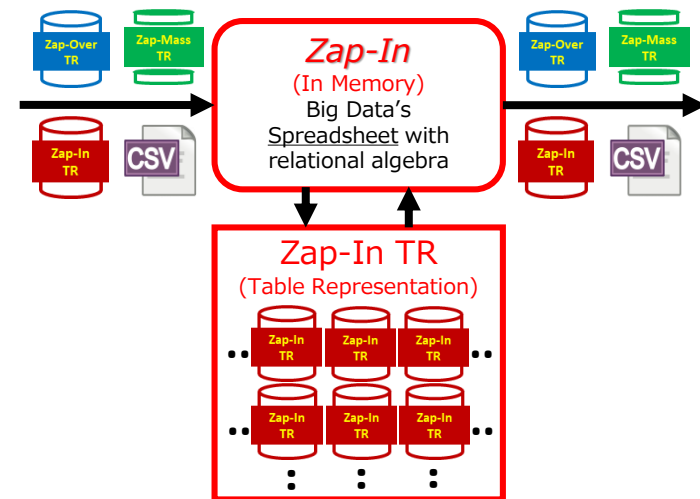 Zap-Over
TR
Zap-Mass
TR
Zap-In
TR
CSV
Zap-In
(In Memory)
Big Data's
Spreadsheet with
relational algebra
Zap-Over
TR
Zap-Mass
TR
Zap-In
TR
CSV
Zap-In TR
(Table Representation)
Zap-In
TR
Zap-In
TR
Zap-In
TR
Zap-In
TR
Zap-In
TR
Zap-In
TR